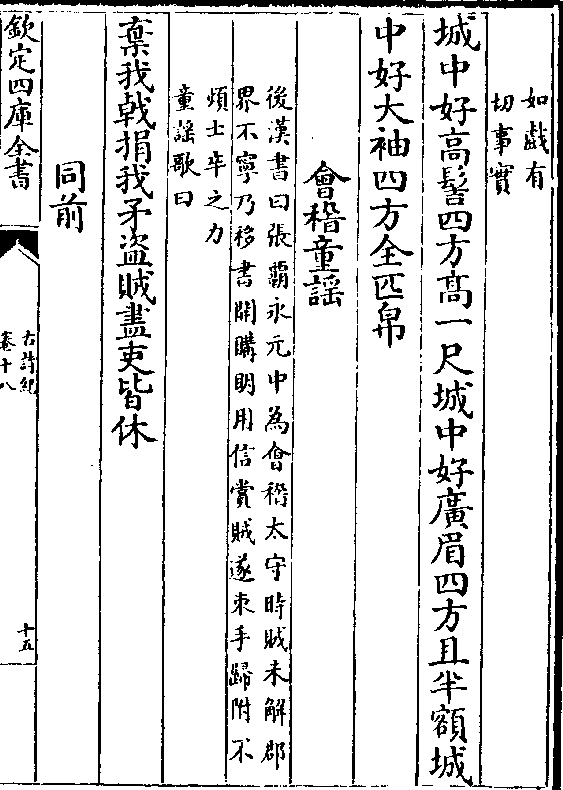 如戲有
切事實
城中好高髻四方高一尺城中好廣眉四方且半額城
中好大袖四方全匹帛
會稽童謡
後漢書曰張霸永元中為㑹稽太守時賊未解郡
界不寧乃移書開購明用信賞賊遂束手歸附不
煩士卒之力
童謡歌曰
棄我戟捐我矛盗賊盡吏皆休
同前
欽定四庫全書
古詩紀
卷十八
十五